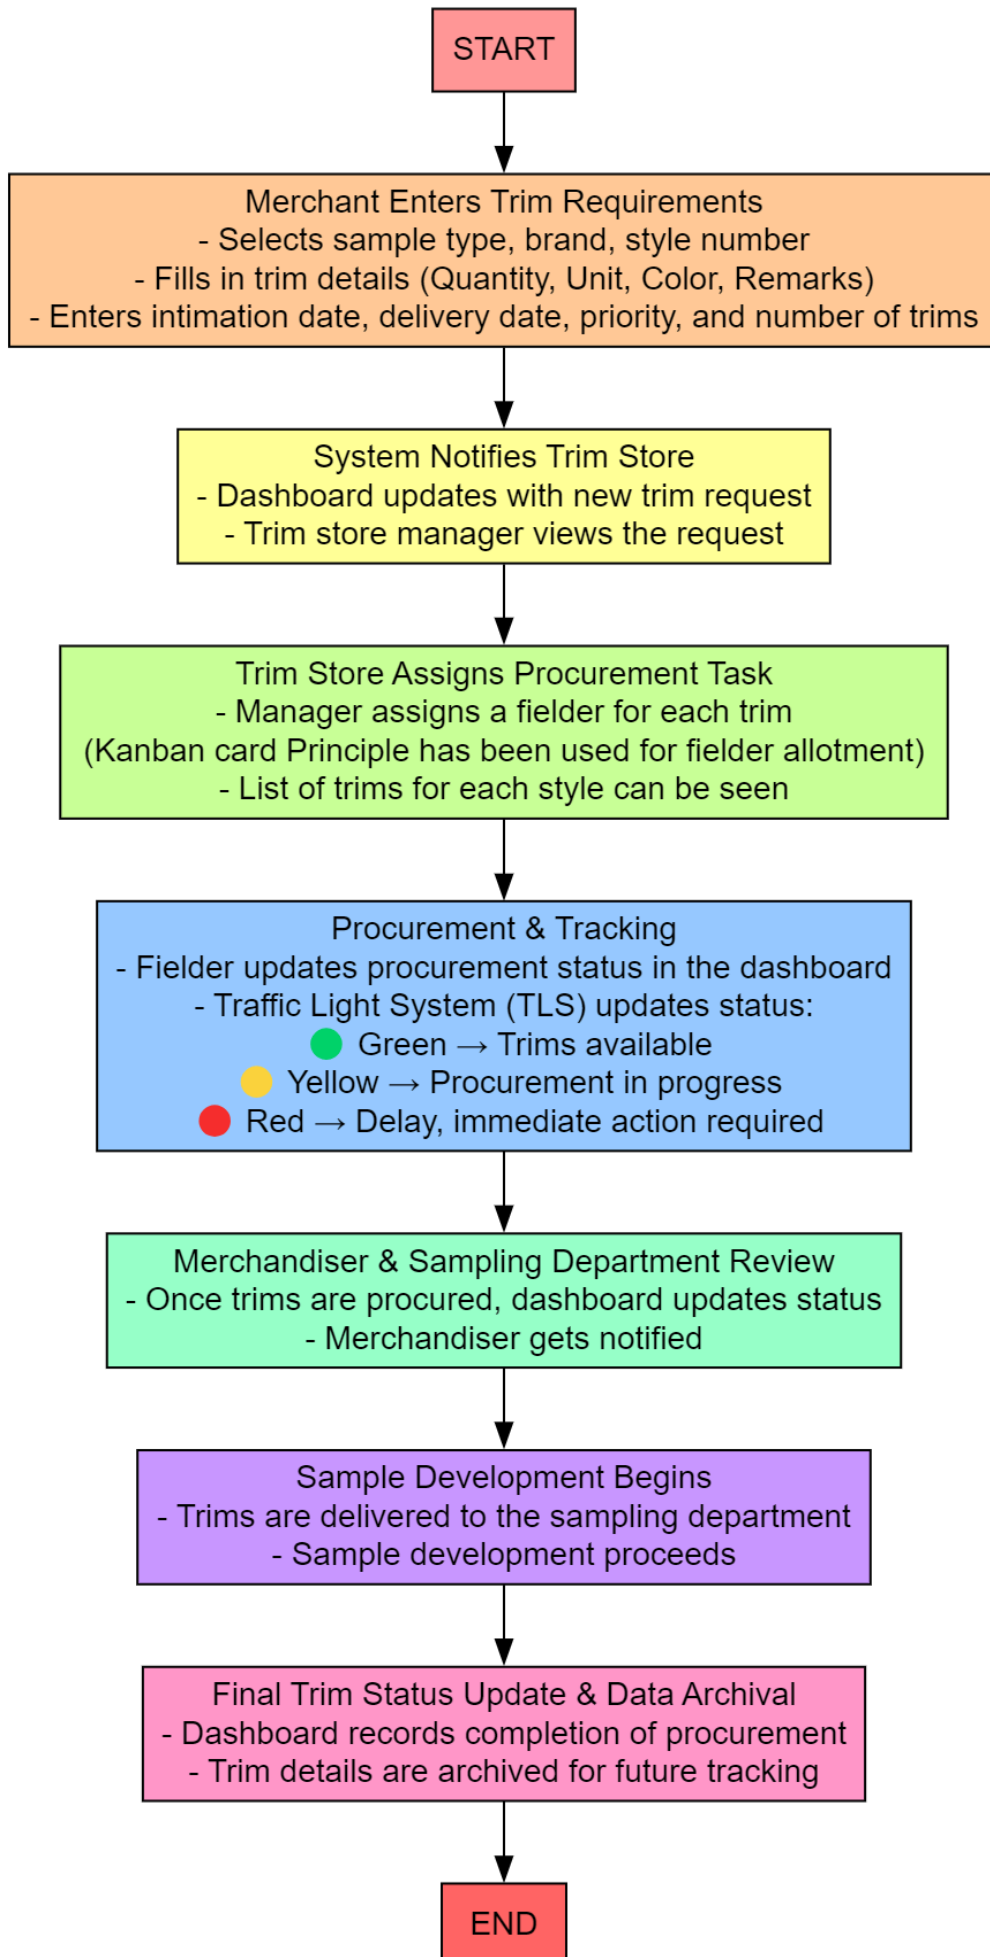 START
Merchant Enters Trim Requirements
- Selects sample type, brand, style number
- Fills in trim details (Quantity, Unit, Color, Remarks)
- Enters intimation date, delivery date, priority, and number of trims
System Notifies Trim Store
- Dashboard updates with new trim request
- Trim store manager views the request
Trim Store Assigns Procurement Task
- Manager assigns a fielder for each trim
(Kanban card Principle has been used for fielder allotment)
- List of trims for each style can be seen
Procurement & Tracking
- Fielder updates procurement status in the dashboard
- Traffic Light System (TLS) updates status:
Green → Trims available
Yellow → Procurement in progress
Red → Delay, immediate action required
Merchandiser & Sampling Department Review
- Once trims are procured, dashboard updates status
- Merchandiser gets notified
Sample Development Begins
- Trims are delivered to the sampling department
- Sample development proceeds
Final Trim Status Update & Data Archival
- Dashboard records completion of procurement
- Trim details are archived for future tracking
END